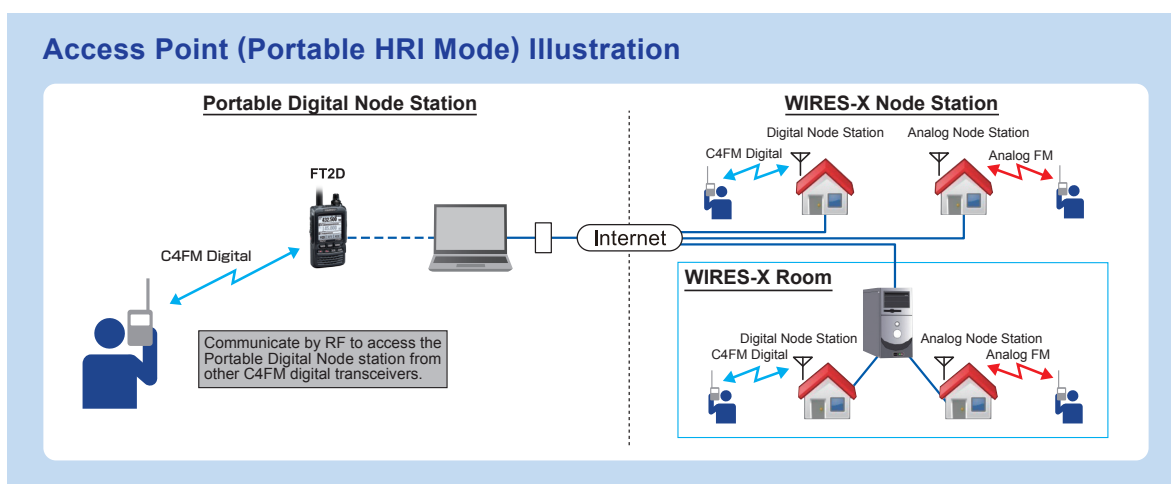 Access Point (Portable HRI Mode) Illustration
Portable Digital Node Station
FT2D
C4FM Digital
Communicate by RF to access the
Portable Digital Node station from
other C4FM digital transceivers.
Internet
WIRES-X Node Station
Digital Node Station
Analog Node Station
C4FM Digital
Analog FM
WIRES-X Room
Digital Node Station
Analog Node Station
C4FM Digital
Analog FM